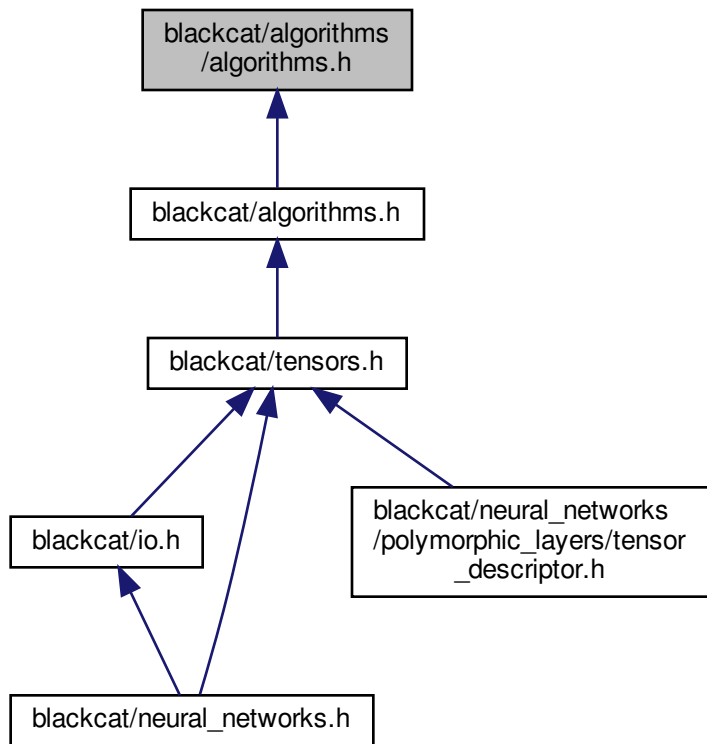 blackcat/algorithms
/algorithms.h
blackcat/algorithms.h
blackcat/tensors.h
blackcat/io.h
blackcat/neural_networks
/polymorphic_layers/tensor
_descriptor.h
blackcat/neural_networks.h